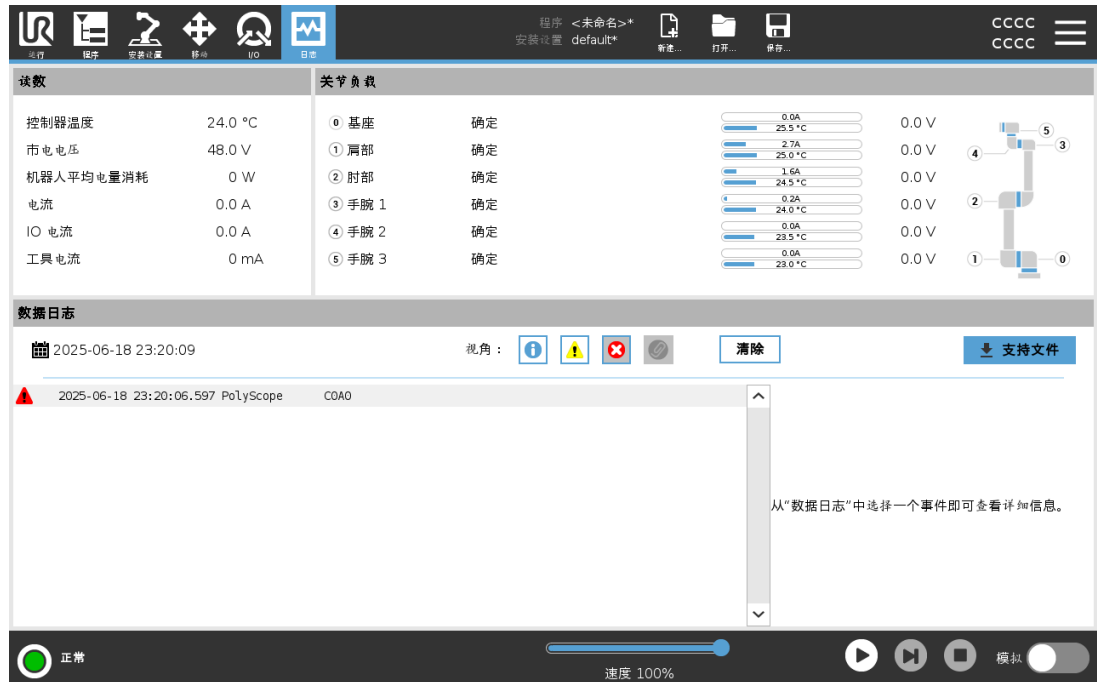 程序 <未命名>*
安装设置 default*
运行 程序 安装设置 移动 I/O 日志
新建... 打开... 保存...
CCCC
CCCC
读数
关节负载
控制器温度 24.0 °C
市电电压 48.0 V
机器人平均电量消耗 0 W
电流 0.0 A
IO 电流 0.0 A
工具电流 0 mA
0 基座 确定 0.0A 25.5 °C 0.0 V
1 肩部 确定 2.7A 25.0 °C 0.0 V
2 肘部 确定 1.6A 24.5 °C 0.0 V
3 手腕 1 确定 0.2A 24.0 °C 0.0 V
4 手腕 2 确定 0.0A 23.5 °C 0.0 V
5 手腕 3 确定 0.0A 23.0 °C 0.0 V
5
3
4
2
1
0
数据日志
2025-06-18 23:20:09 视角： 清除 支持文件
2025-06-18 23:20:06.597 PolyScope C0A0
从“数据日志”中选择一个事件即可查看详细信息。
正常
速度 100%
模拟